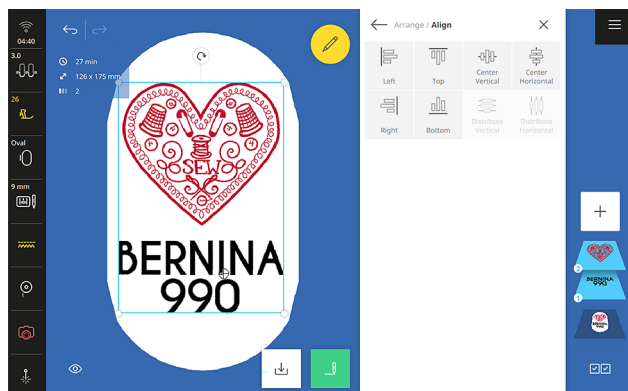 04:40
3.0
26
Oval
9 mm
27 min
126 x 175 mm
2
SEW
BERNINA
990
Arrange / Align
Left
Top
Center
Vertical
Center
Horizontal
Right
Bottom
Distribute
Vertical
Distribute
Horizontal
2
BERNINA
990
1